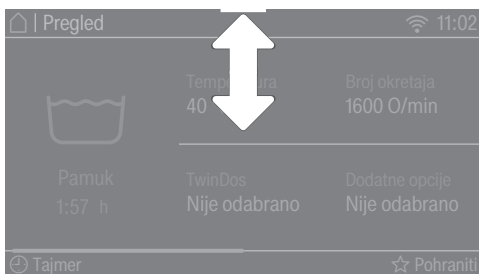 | Pregled
11:02
Temperatura
40
Broj okretaja
1600 O/min
Pamuk
1:57 h
TwinDos
Nije odabrano
Dodatne opcije
Nije odabrano
Tajmer
Pohraniti